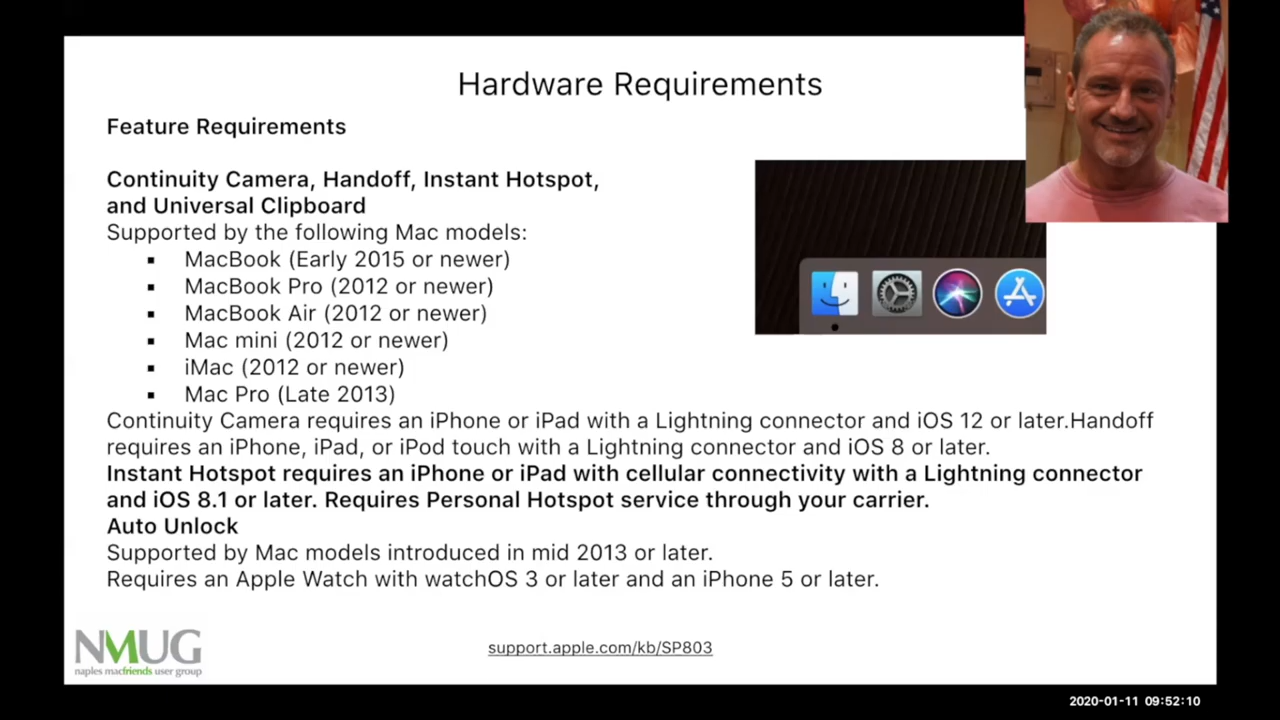 Hardware Requirements
Feature Requirements
Continuity Camera, Handoff, Instant Hotspot,
and Universal Clipboard
Supported by the following Mac models:
▪ MacBook (Early 2015 or newer)
▪ MacBook Pro (2012 or newer)
▪ MacBook Air (2012 or newer)
▪ Mac mini (2012 or newer)
▪ iMac (2012 or newer)
▪ Mac Pro (Late 2013)
Continuity Camera requires an iPhone or iPad with a Lightning connector and iOS 12 or later.Handoff
requires an iPhone, iPad, or iPod touch with a Lightning connector and iOS 8 or later.
Instant Hotspot requires an iPhone or iPad with cellular connectivity with a Lightning connector
and iOS 8.1 or later. Requires Personal Hotspot service through your carrier.
Auto Unlock
Supported by Mac models introduced in mid 2013 or later.
Requires an Apple Watch with watchOS 3 or later and an iPhone 5 or later.
NMUG
naples macfriends user group
support.apple.com/kb/SP803
2020-01-11 09:52:10